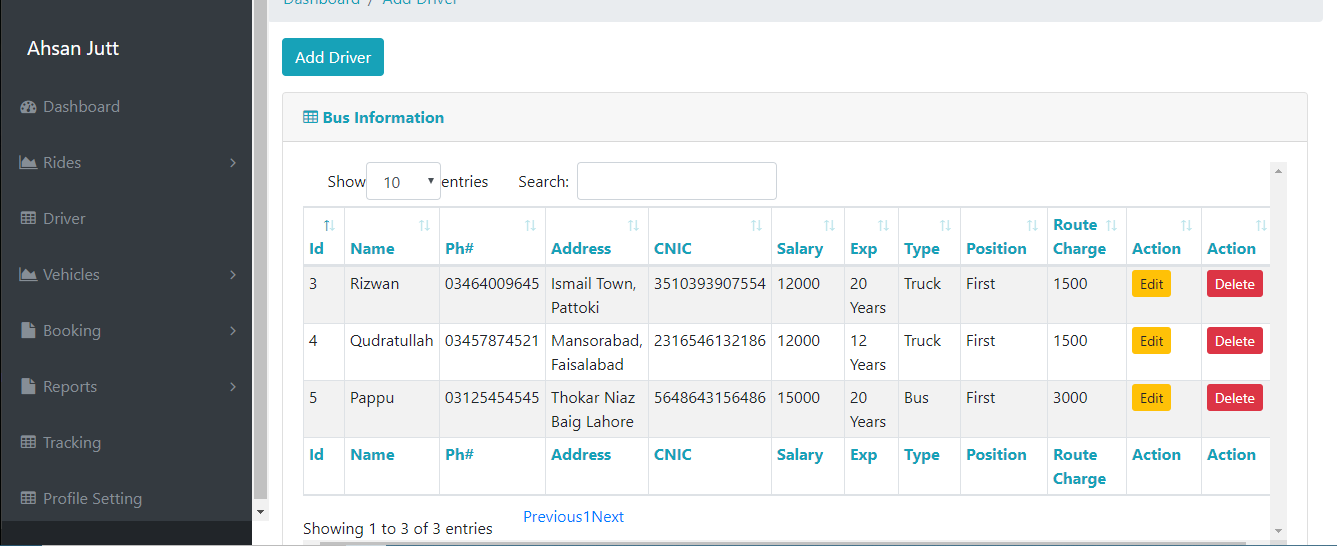 Dashboard / Add Driver
Ahsan Jutt
Dashboard
Rides
Driver
Vehicles
Booking
Reports
Tracking
Profile Setting
Add Driver
Bus Information
Show 10 entries Search:
Id Name Ph# Address CNIC Salary Exp Type Position Route Charge Action Action
3 Rizwan 03464009645 Ismail Town, Pattoki 3510393907554 12000 20 Years Truck First 1500 Edit Delete
4 Qudratullah 03457874521 Mansorabad, Faisalabad 2316546132186 12000 12 Years Truck First 1500 Edit Delete
5 Pappu 03125454545 Thokar Niaz Baig Lahore 5648643156486 15000 20 Years Bus First 3000 Edit Delete
Id Name Ph# Address CNIC Salary Exp Type Position Route Charge Action Action
Showing 1 to 3 of 3 entries
Previous1Next